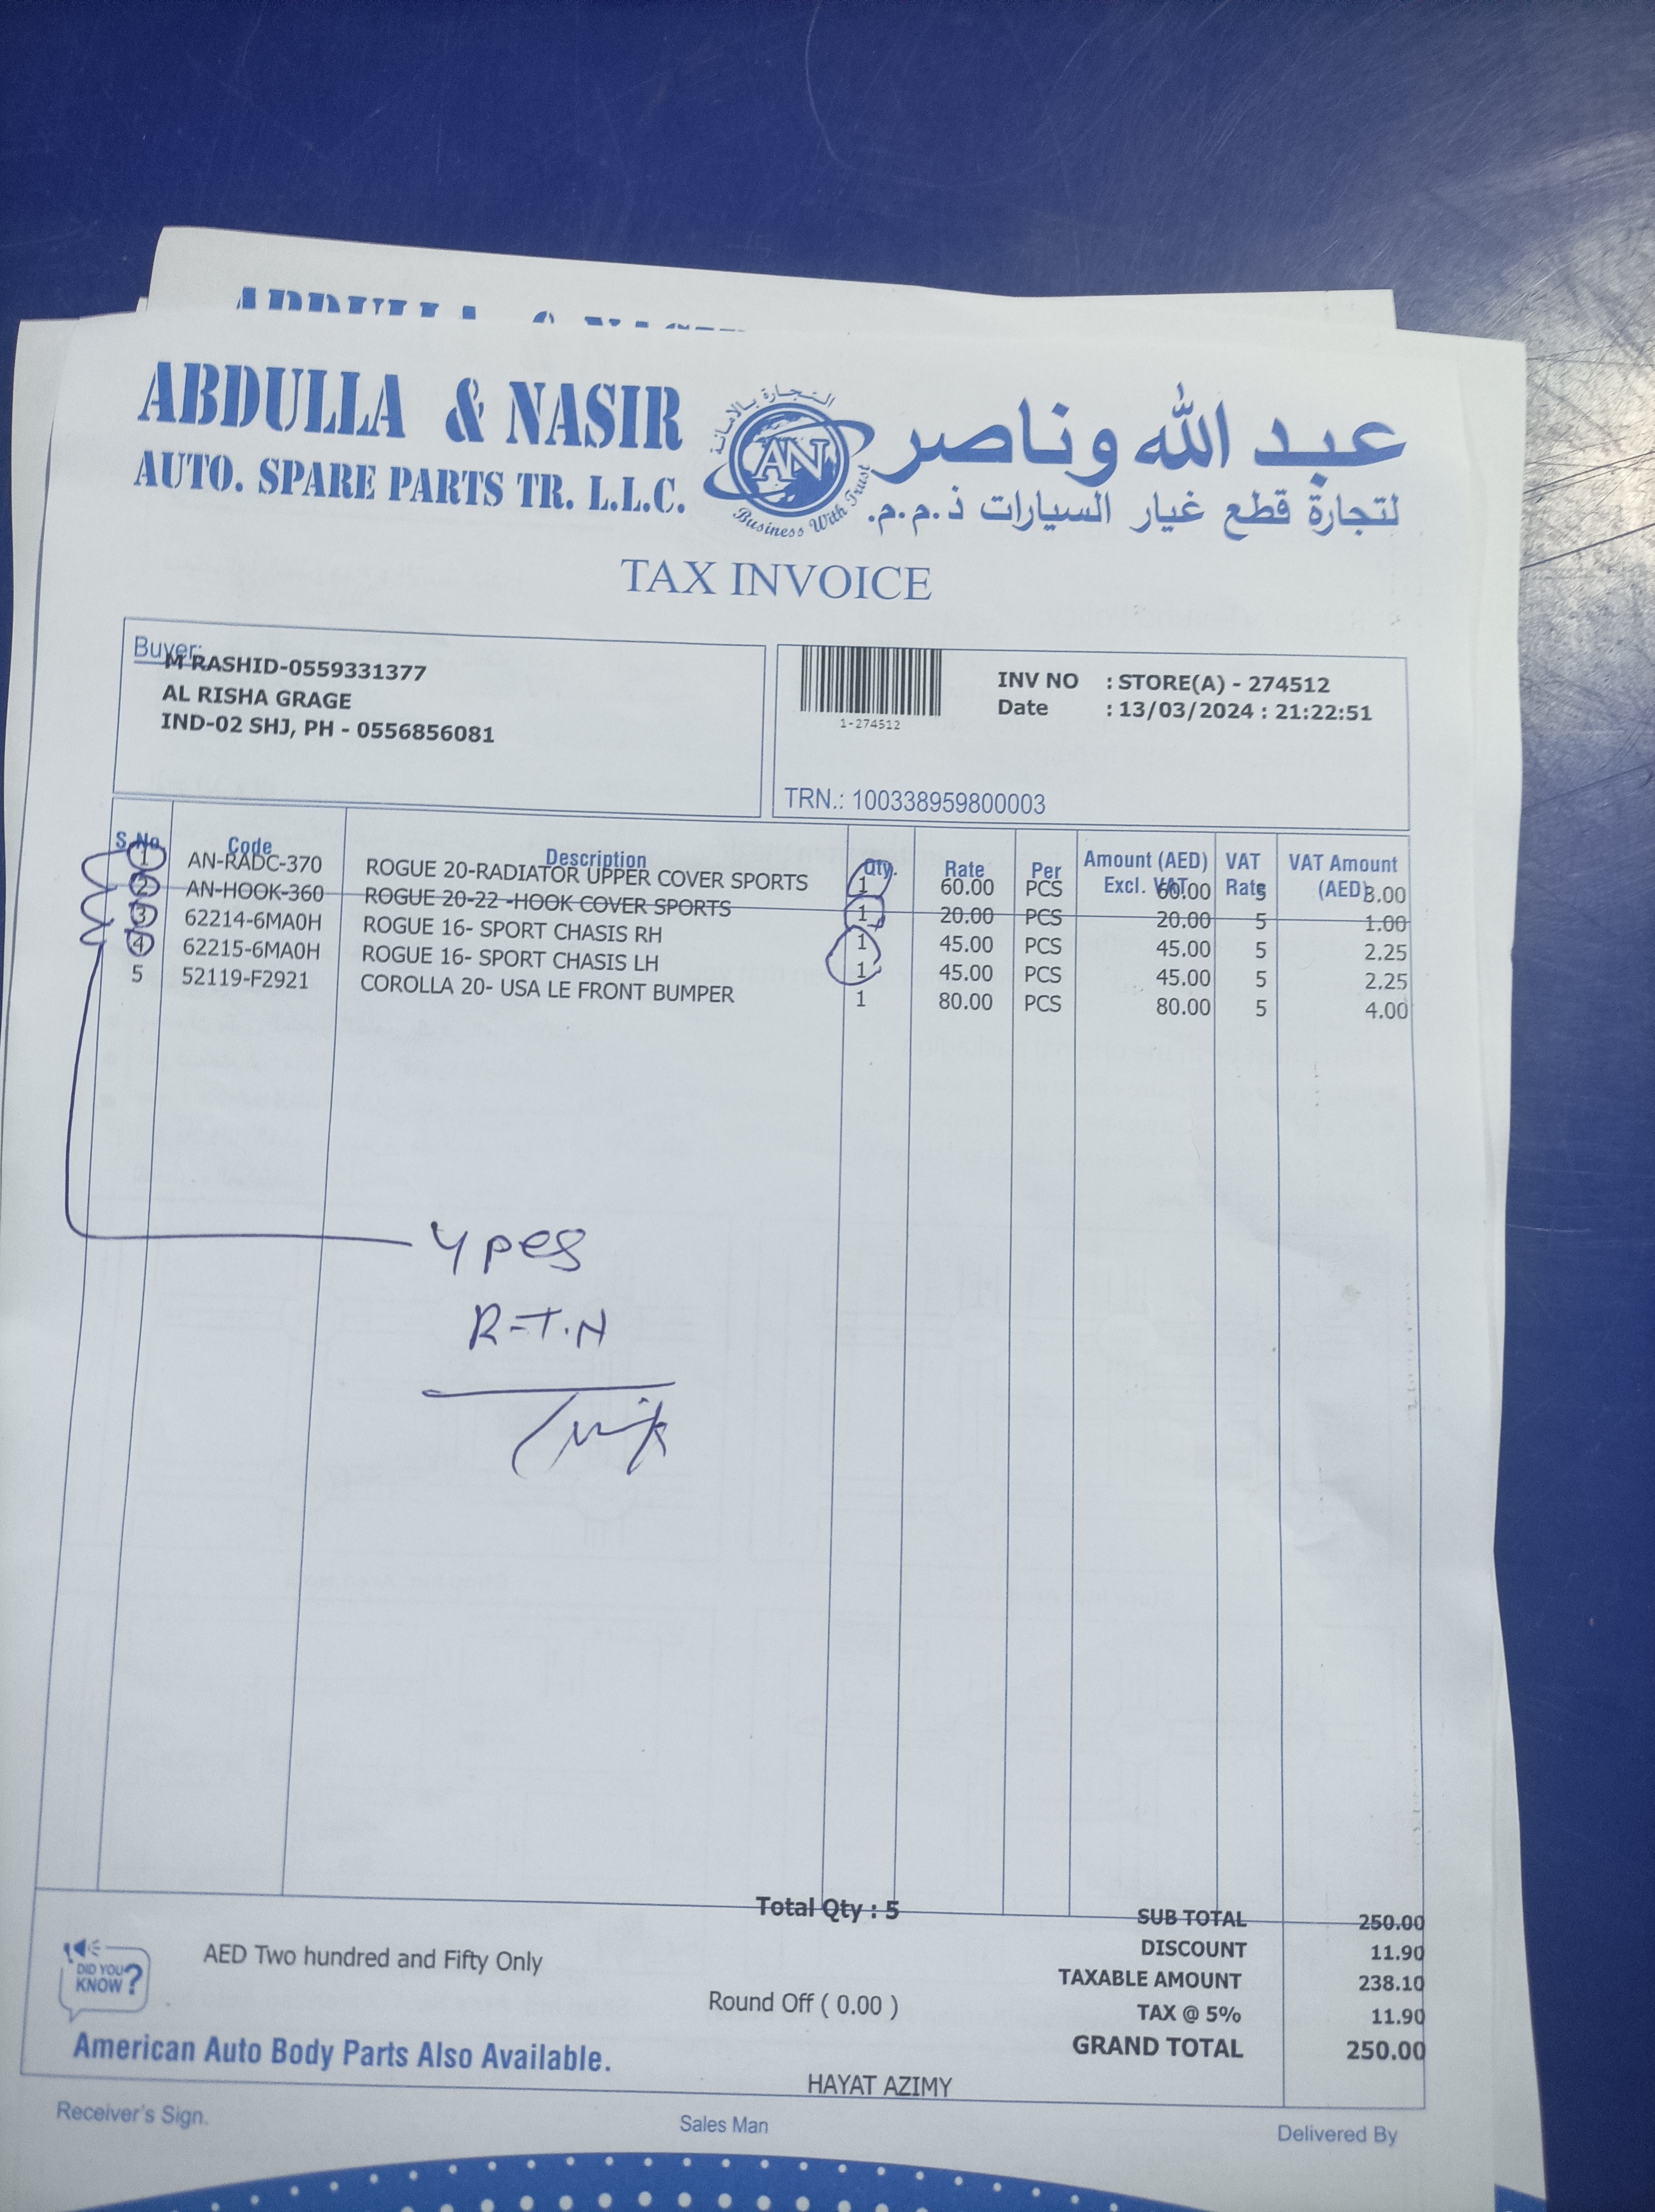 ABDULLA & NASIR
AUTO. SPARE PARTS TR. L.L.C.
التجارة بالامانة
AN
Business With Trust
عبد الله وناصر
لتجارة قطع غيار السيارات ذ.م.م.
TAX INVOICE
Buyer:
M RASHID-0559331377
AL RISHA GRAGE
IND-02 SHJ, PH - 0556856081
1-274512
INV NO : STORE(A) - 274512
Date : 13/03/2024 : 21:22:51
TRN.: 100338959800003
S.No. Code Description Qty. Rate Per Amount (AED) Excl. VAT VAT Rate VAT Amount (AED)
1 AN-RADC-370 ROGUE 20-RADIATOR UPPER COVER SPORTS 1 60.00 PCS 60.00 5 3.00
2 AN-HOOK-360 ROGUE 20-22 -HOOK COVER SPORTS 1 20.00 PCS 20.00 5 1.00
3 62214-6MA0H ROGUE 16- SPORT CHASIS RH 1 45.00 PCS 45.00 5 2.25
4 62215-6MA0H ROGUE 16- SPORT CHASIS LH 1 45.00 PCS 45.00 5 2.25
5 52119-F2921 COROLLA 20- USA LE FRONT BUMPER 1 80.00 PCS 80.00 5 4.00
4 pes
R-T.N
Total Qty : 5
SUB TOTAL 250.00
DISCOUNT 11.90
TAXABLE AMOUNT 238.10
TAX @ 5% 11.90
GRAND TOTAL 250.00
DID YOU KNOW?
AED Two hundred and Fifty Only
Round Off ( 0.00 )
American Auto Body Parts Also Available.
HAYAT AZIMY
Receiver's Sign.
Sales Man
Delivered By